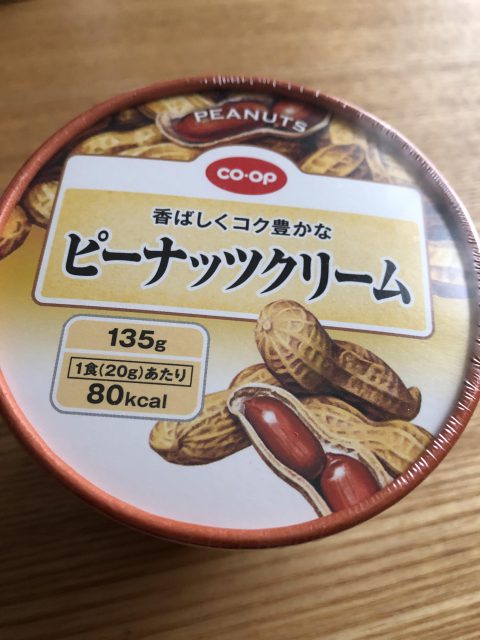 PEANUTS
CO·OP
香ばしくコク豊かな
ピーナッツクリーム
135g
1食(20g)あたり
80kcal